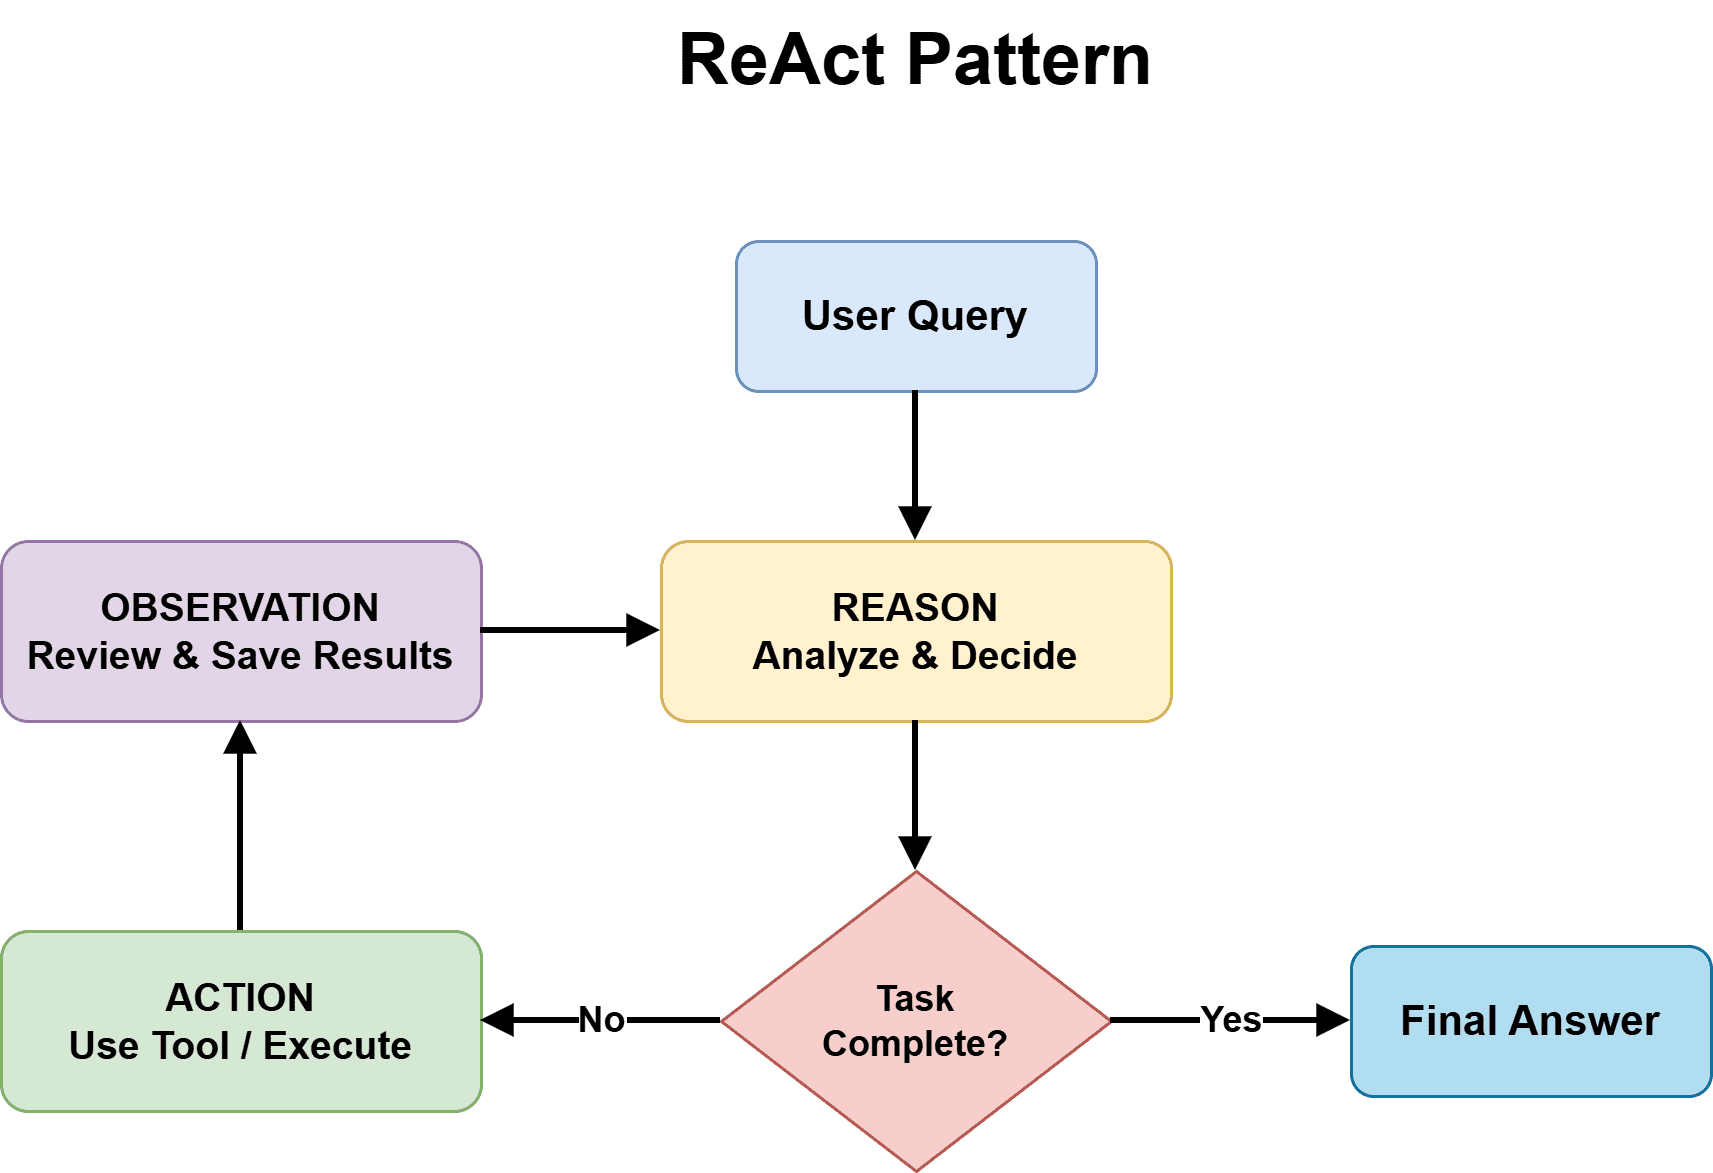 ReAct Pattern
User Query
OBSERVATION
Review & Save Results
REASON
Analyze & Decide
ACTION
Use Tool / Execute
No
Task
Complete?
Yes
Final Answer